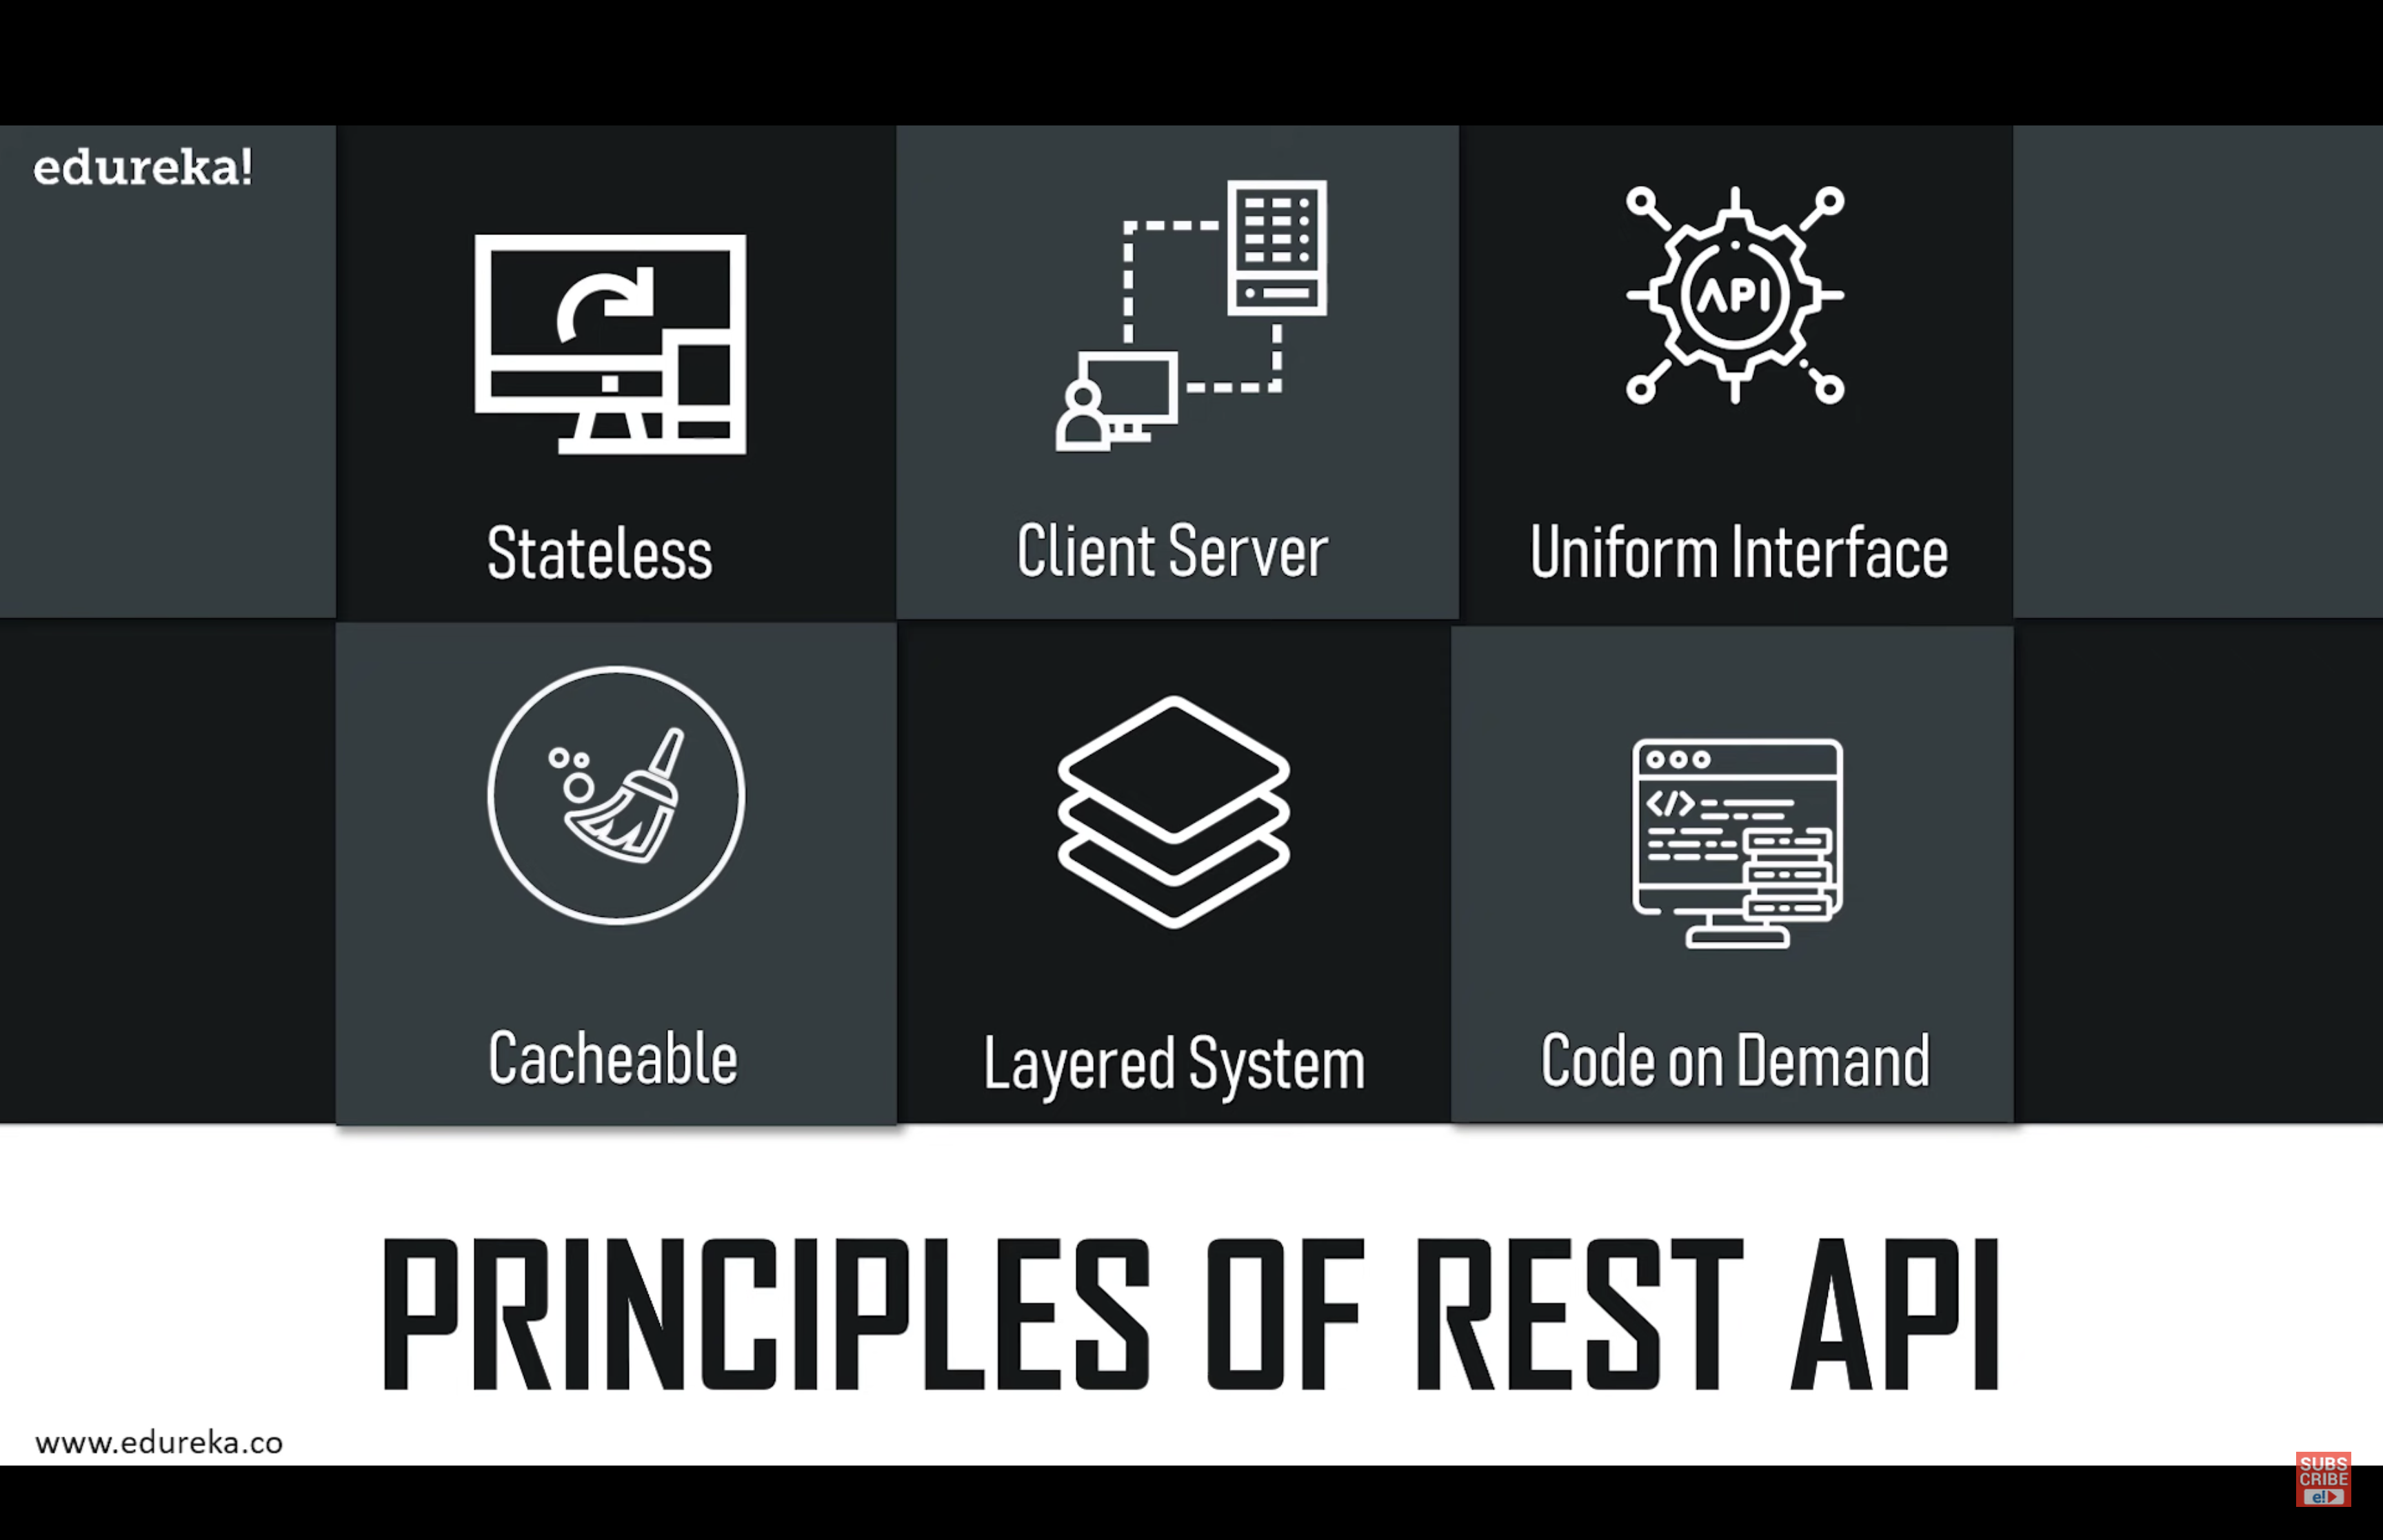 edureka!
Stateless
Client Server
API
Uniform Interface
Cacheable
Layered System
</>
Code on Demand
PRINCIPLES OF REST API
www.edureka.co
SUBS
CRIBE
e!